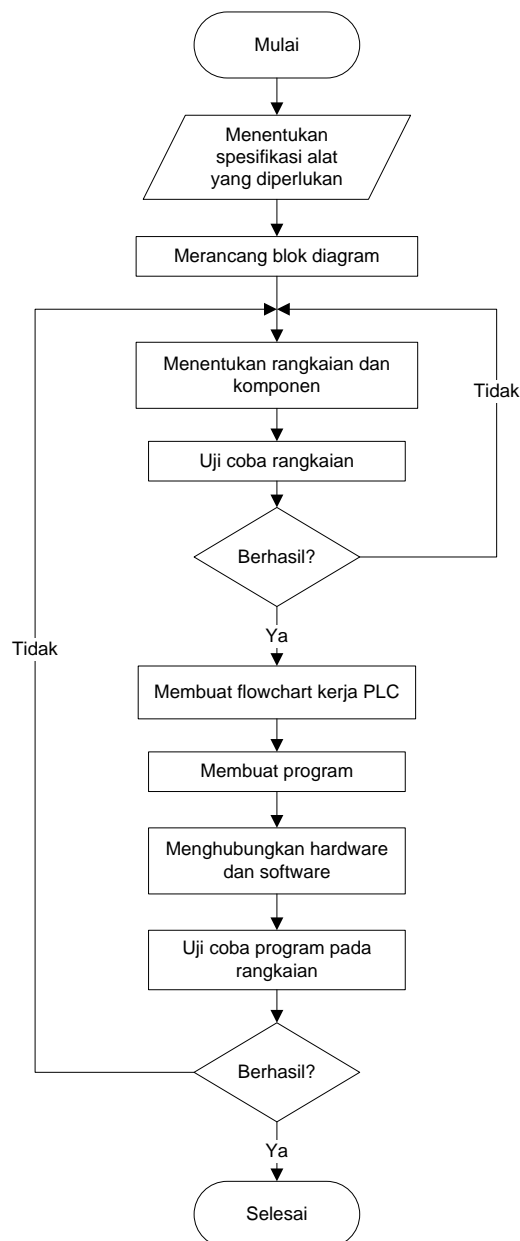 Mulai
Menentukan
spesifikasi alat
yang diperlukan
Merancang blok diagram
Menentukan rangkaian dan
komponen
Tidak
Uji coba rangkaian
Berhasil?
Ya
Tidak
Membuat flowchart kerja PLC
Membuat program
Menghubungkan hardware
dan software
Uji coba program pada
rangkaian
Berhasil?
Ya
Selesai